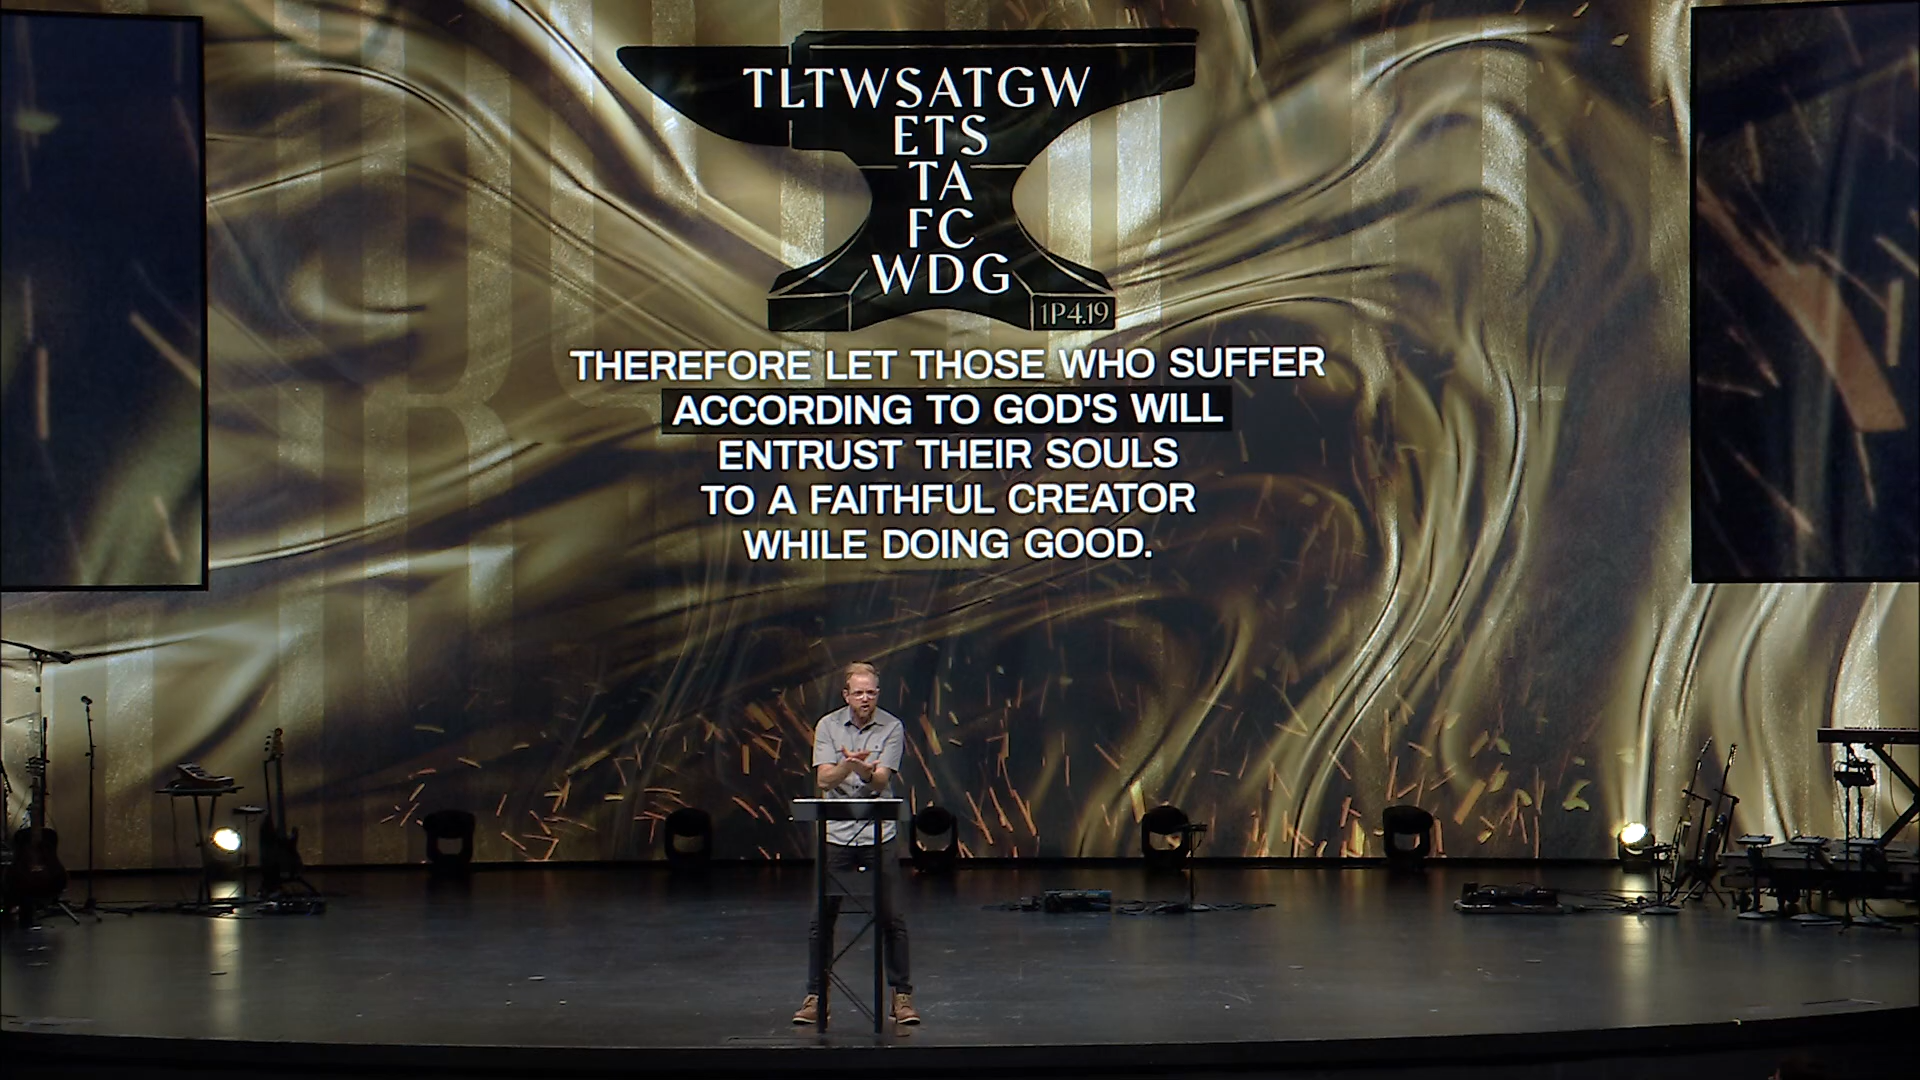 TLTWSATGW
ETS
TA
FC
WDG
1P4.19
THEREFORE LET THOSE WHO SUFFER
ACCORDING TO GOD'S WILL
ENTRUST THEIR SOULS
TO A FAITHFUL CREATOR
WHILE DOING GOOD.